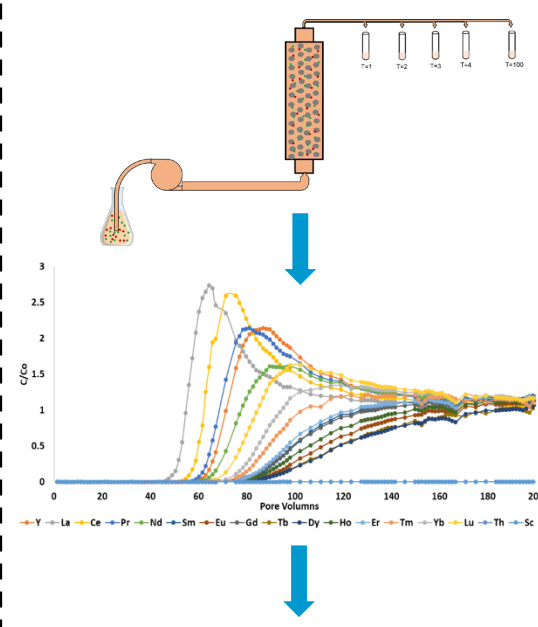 T=1 T=2 T=3 T=4 T=100
3
2.5
2
1.5
1
0.5
0
C/Co
0 20 40 60 80 100 120 140 160 180 20
Pore Volumns
Y La Ce Pr Nd Sm Eu Gd Tb Dy Ho Er Tm Yb Lu Th Sc